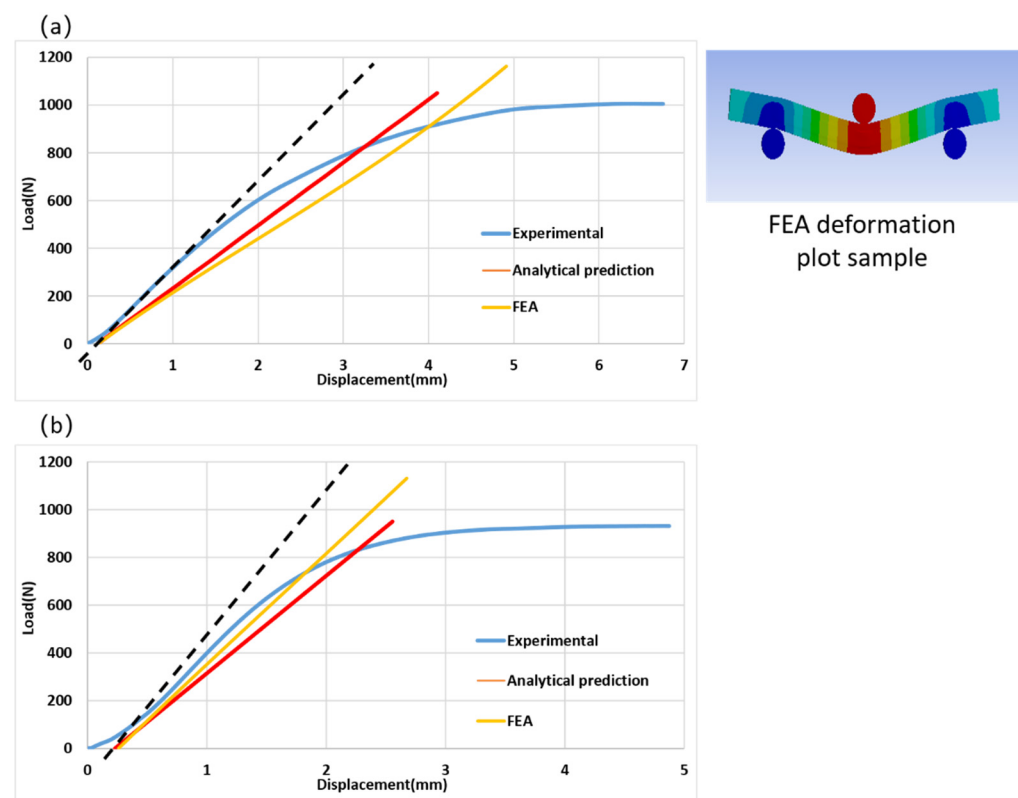 (a)
1200
1000
800
600
400
200
0
Load(N)
0 1 2 3 4 5 6 7
Displacement(mm)
Experimental
Analytical prediction
FEA
FEA deformation
plot sample
(b)
1200
1000
800
600
400
200
0
Load(N)
0 1 2 3 4 5
Displacement(mm)
Experimental
Analytical prediction
FEA